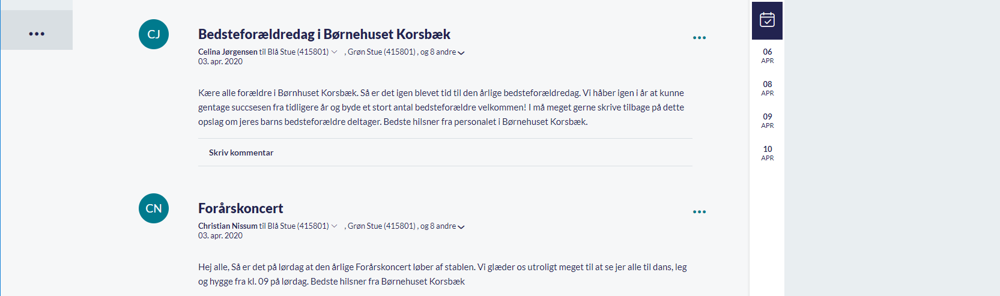 CJ
Bedsteforældredag i Børnehuset Korsbæk
Celina Jørgensen til Blå Stue (415801) , Grøn Stue (415801) , og 8 andre
03. apr. 2020
Kære alle forældre i Børnhuset Korsbæk. Så er det igen blevet tid til den årlige bedsteforældredag. Vi håber igen i år at kunne
gentage succsesen fra tidligere år og byde et stort antal bedsteforældre velkommen! I må meget gerne skrive tilbage på dette
opslag om jeres barns bedsteforældre deltager. Bedste hilsner fra personalet i Børnehuset Korsbæk.
Skriv kommentar
CN
Forårskoncert
Christian Nissum til Blå Stue (415801) , Grøn Stue (415801) , og 8 andre
03. apr. 2020
Hej alle, Så er det på lørdag at den årlige Forårskoncert løber af stablen. Vi glæder os utroligt meget til at se jer alle til dans, leg
og hygge fra kl. 09 på lørdag. Bedste hilsner fra Børnehuset Korsbæk
06
APR
08
APR
09
APR
10
APR